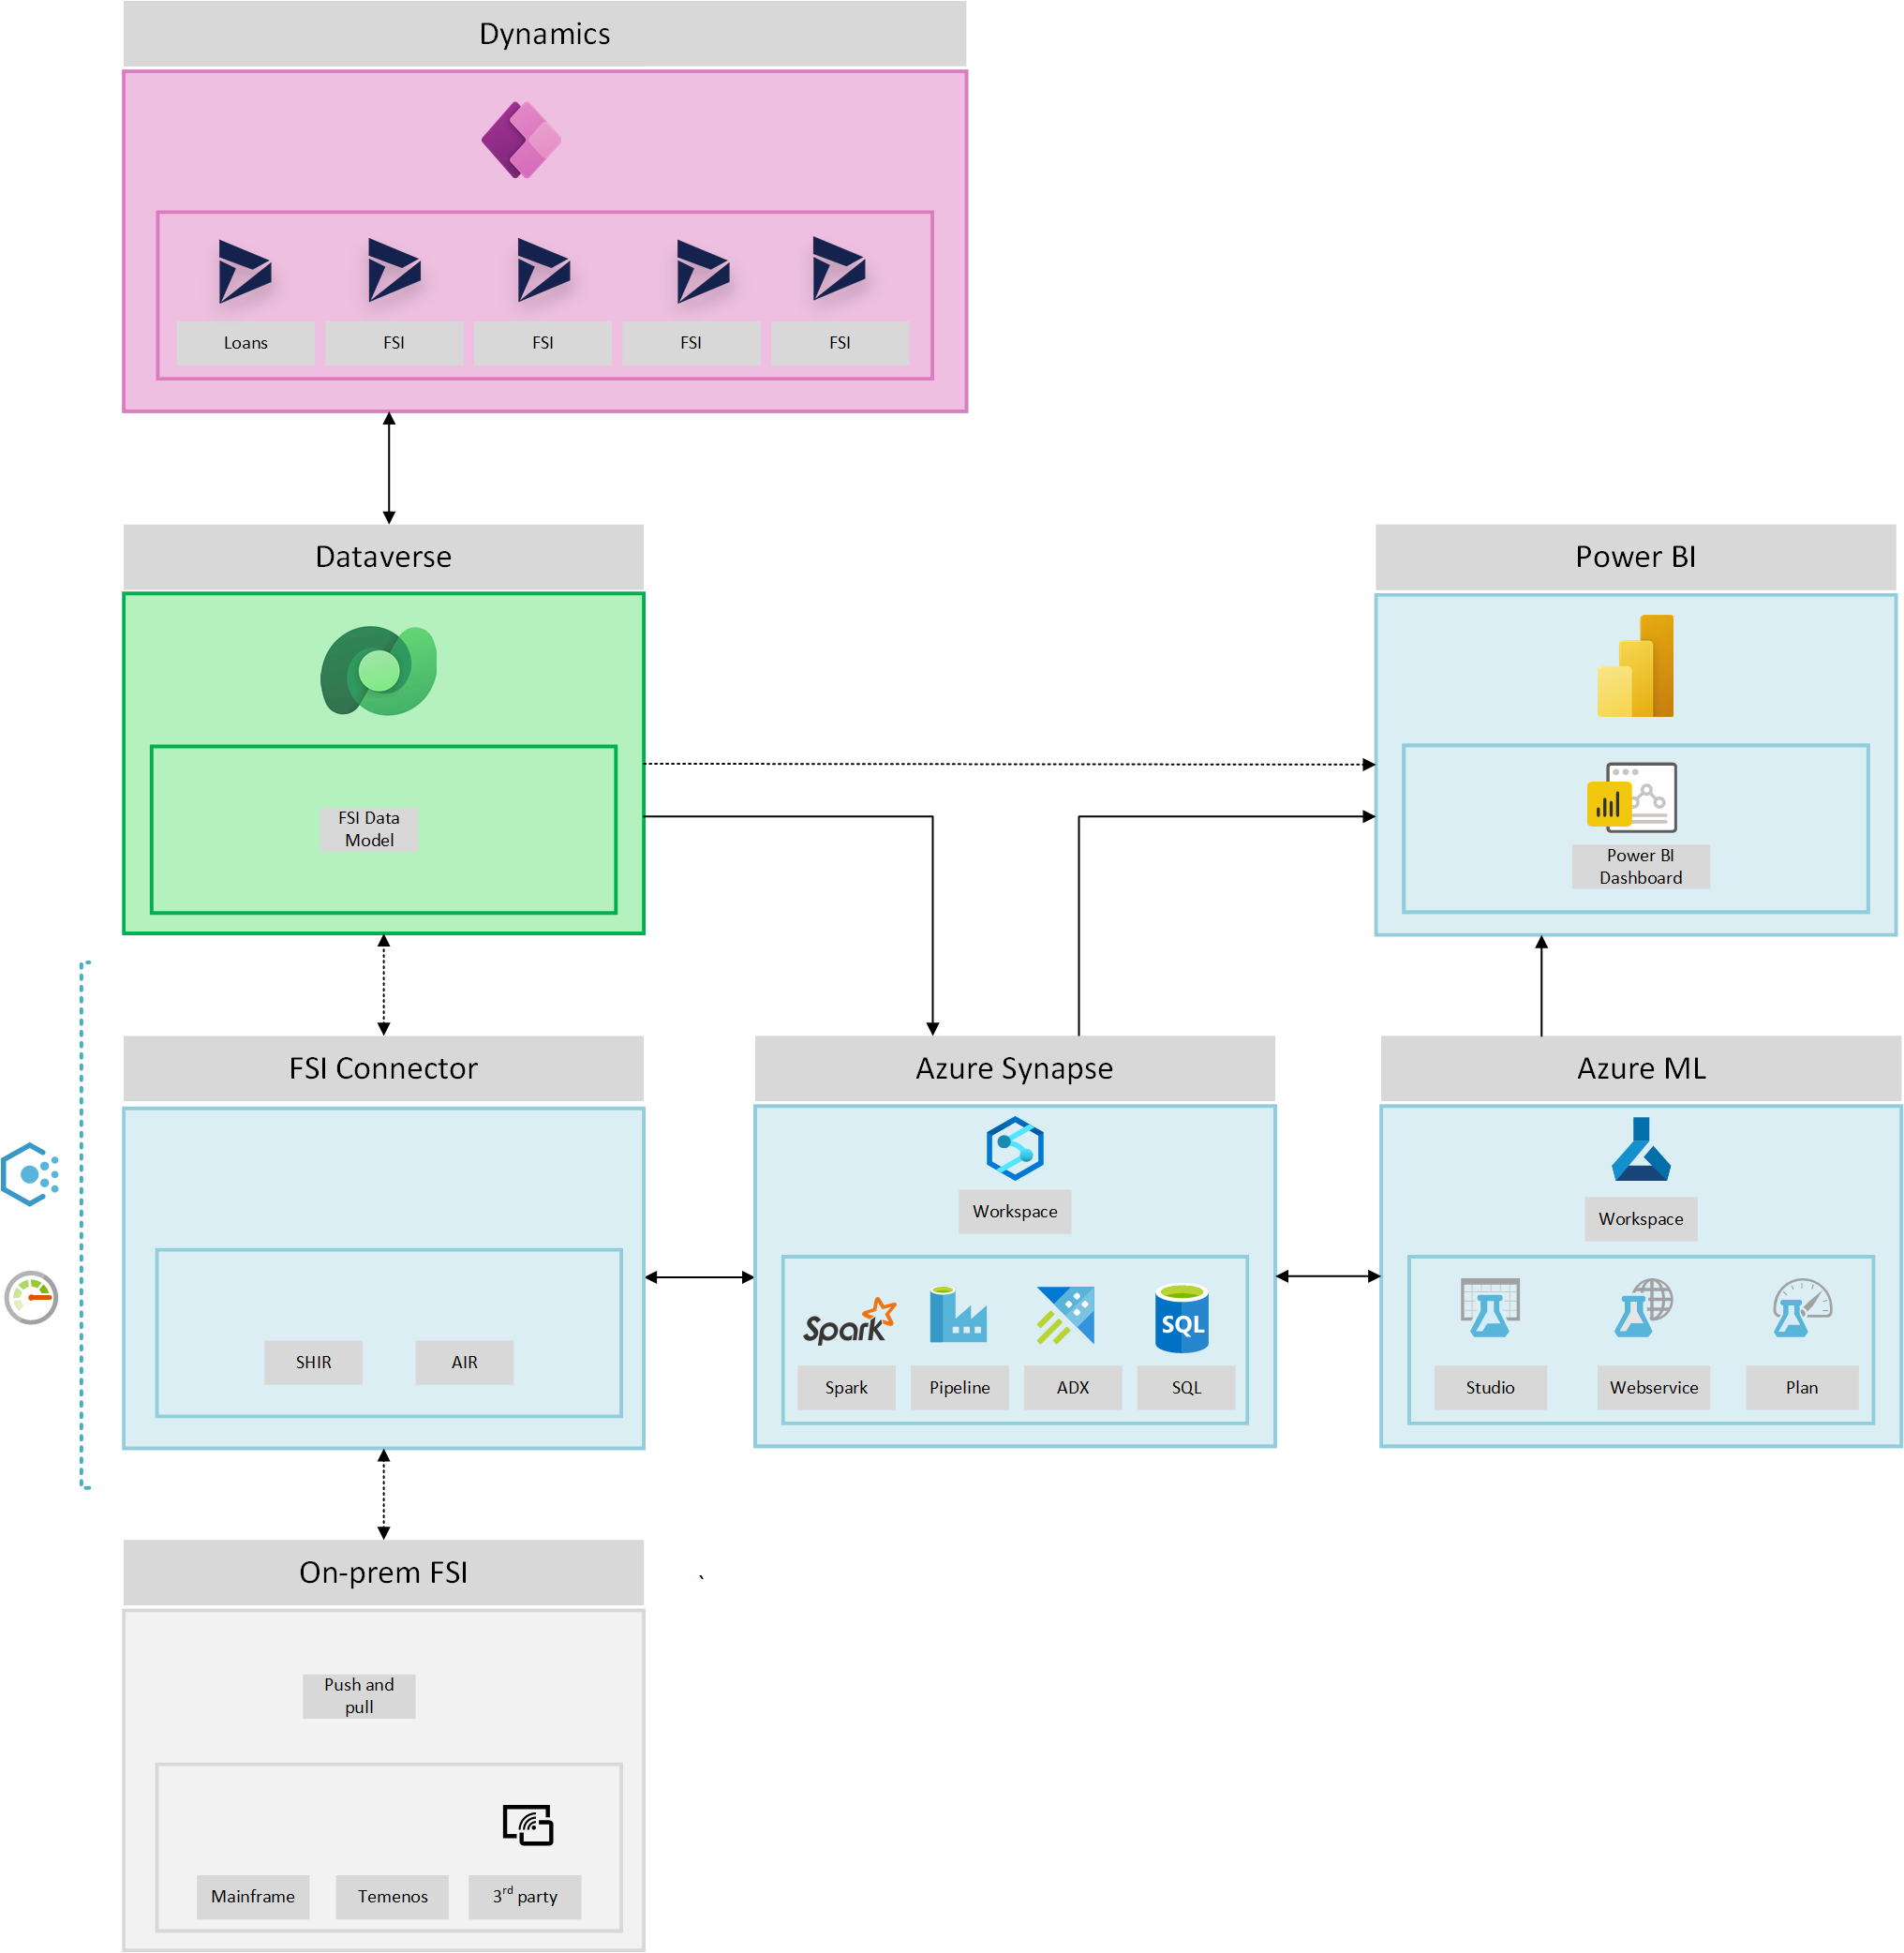 Dynamics
Loans
FSI
FSI
FSI
FSI
Dataverse
FSI Data
Model
Power BI
Power BI
Dashboard
FSI Connector
SHIR
AIR
Azure Synapse
Workspace
Spark
SQL
Spark
Pipeline
ADX
SQL
Azure ML
Workspace
Studio
Webservice
Plan
On-prem FSI
`
Push and
pull
Mainframe
Temenos
3rd party